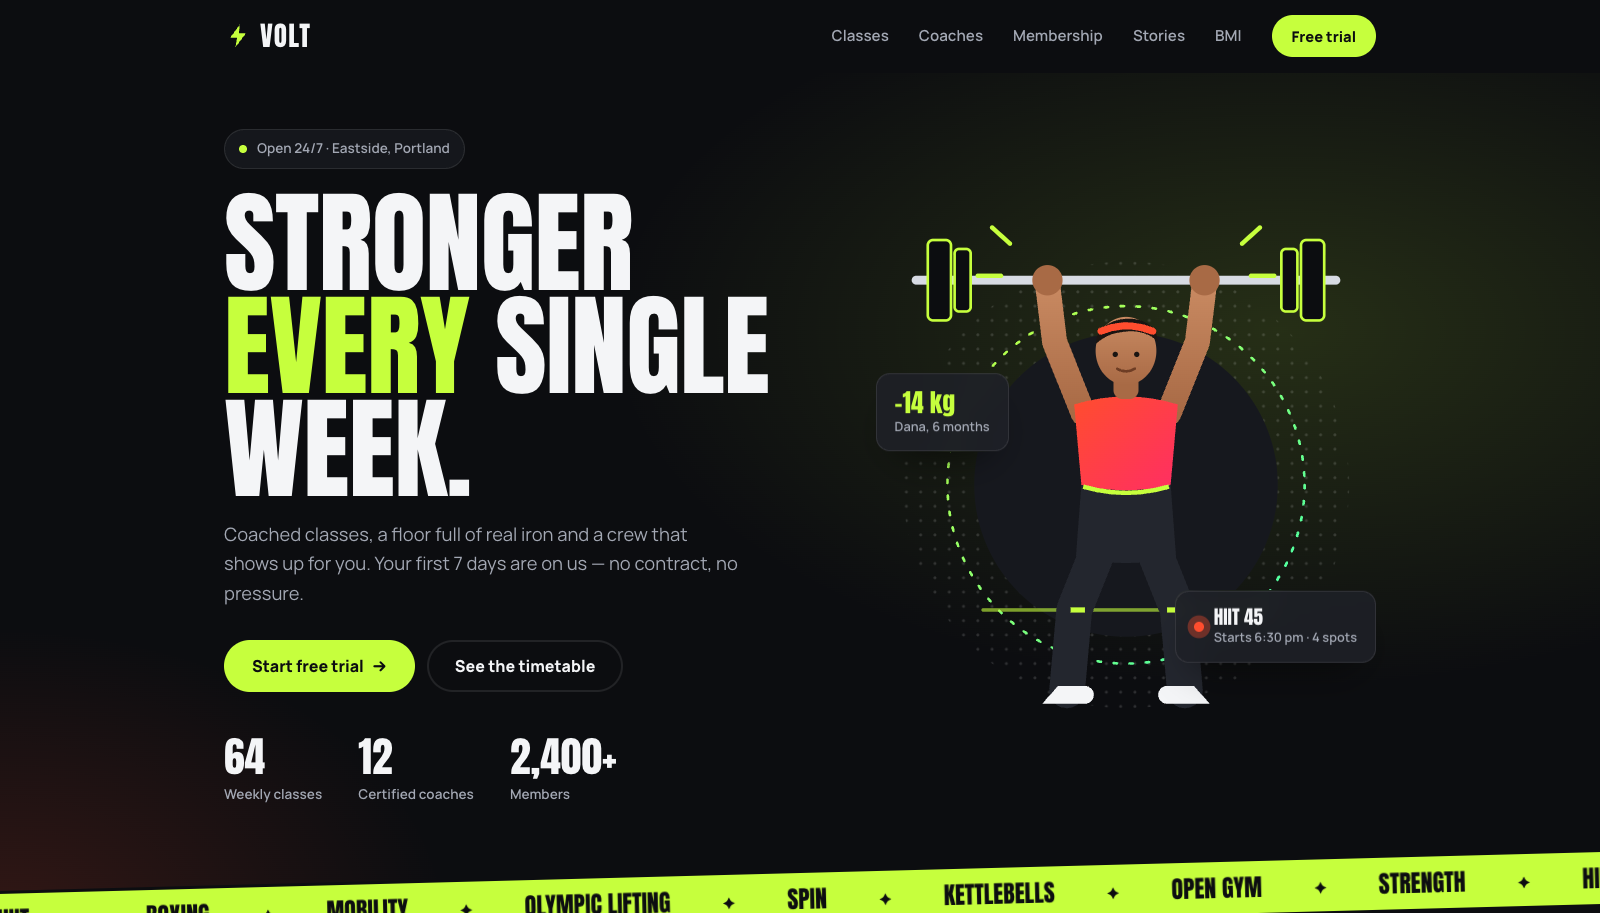 VOLT
Classes
Coaches
Membership
Stories
BMI
Free trial
Open 24/7 · Eastside, Portland
STRONGER
EVERY SINGLE
WEEK.
Coached classes, a floor full of real iron and a crew that
shows up for you. Your first 7 days are on us — no contract, no
pressure.
Start free trial →
See the timetable
64
Weekly classes
12
Certified coaches
2,400+
Members
-14 kg
Dana, 6 months
HIIT 45
Starts 6:30 pm · 4 spots
BOXING ✦ MOBILITY ✦ OLYMPIC LIFTING ✦ SPIN ✦ KETTLEBELLS ✦ OPEN GYM ✦ STRENGTH ✦